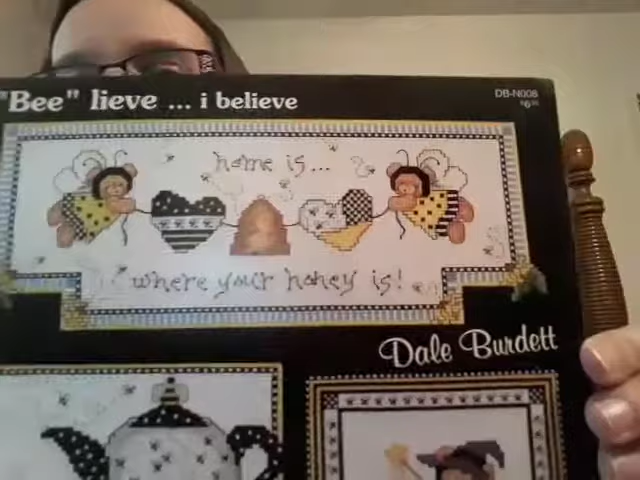 "Bee" lieve ... i believe
DB-N008
$6.00
home is...
where your honey is!
Dale Burdett